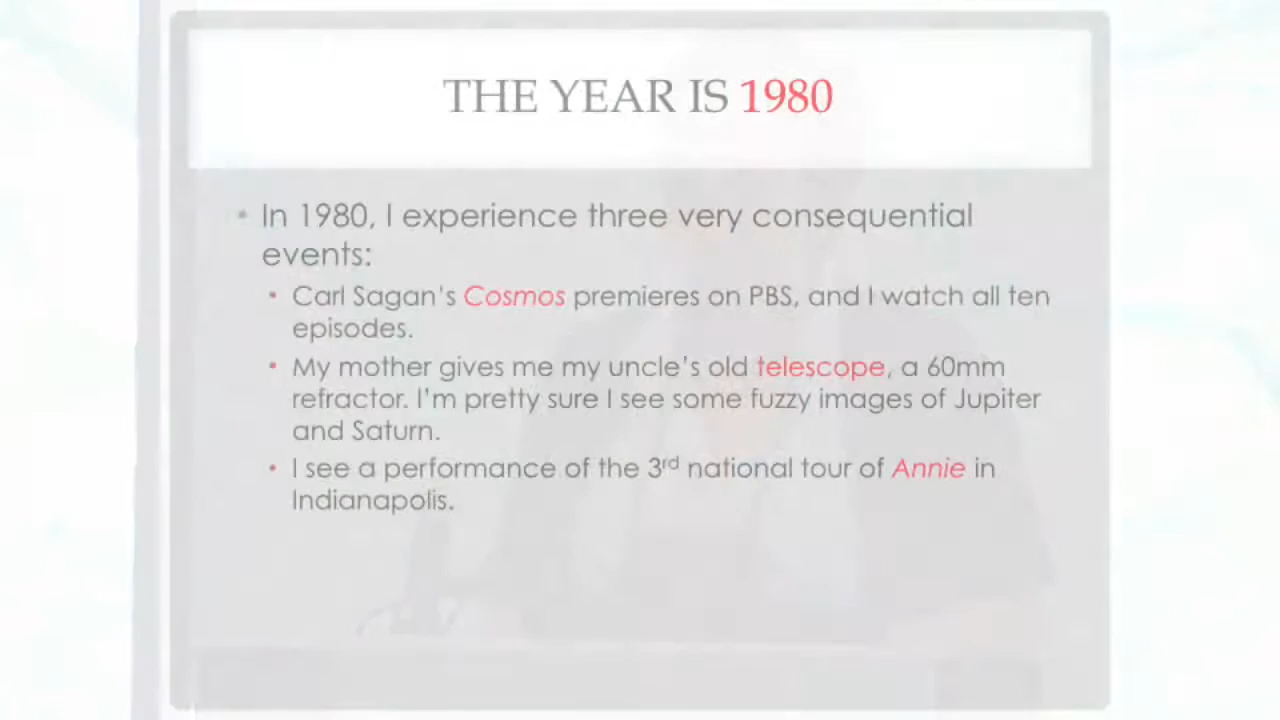 THE YEAR IS 1980
• In 1980, I experience three very consequential
events:
• Carl Sagan's Cosmos premieres on PBS, and I watch all ten
episodes.
• My mother gives me my uncle's old telescope, a 60mm
refractor. I'm pretty sure I see some fuzzy images of Jupiter
and Saturn.
• I see a performance of the 3rd national tour of Annie in
Indianapolis.